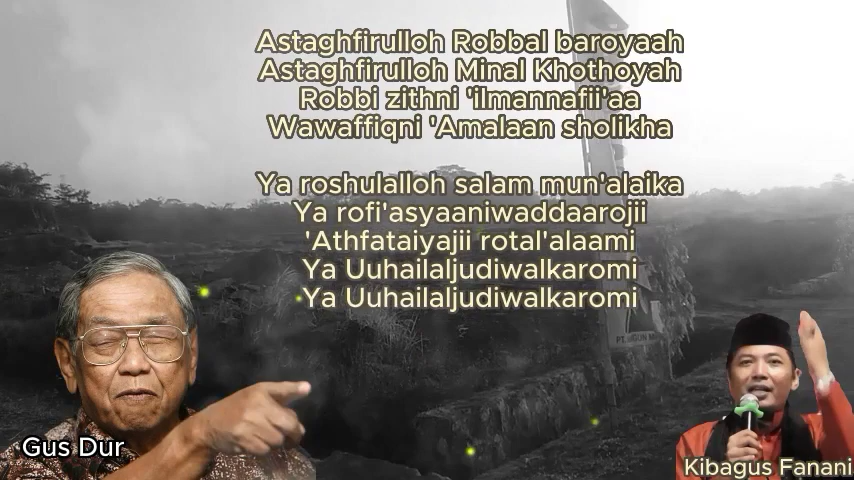 Astaghfirulloh Robbal baroyaah
Astaghfirulloh Minal Khothoyah
Robbi zithni 'ilmannafii'aa
Wawaffiqni 'Amalaan sholikha
Ya roshulalloh salam mun'alaika
Ya rofi'asyaaniwaddaarojii
'Athfataiyajii rotal'alaami
Ya Uuhailaljudiwalkaromi
Ya Uuhailaljudiwalkaromi
Gus Dur
Kibagus Fanani